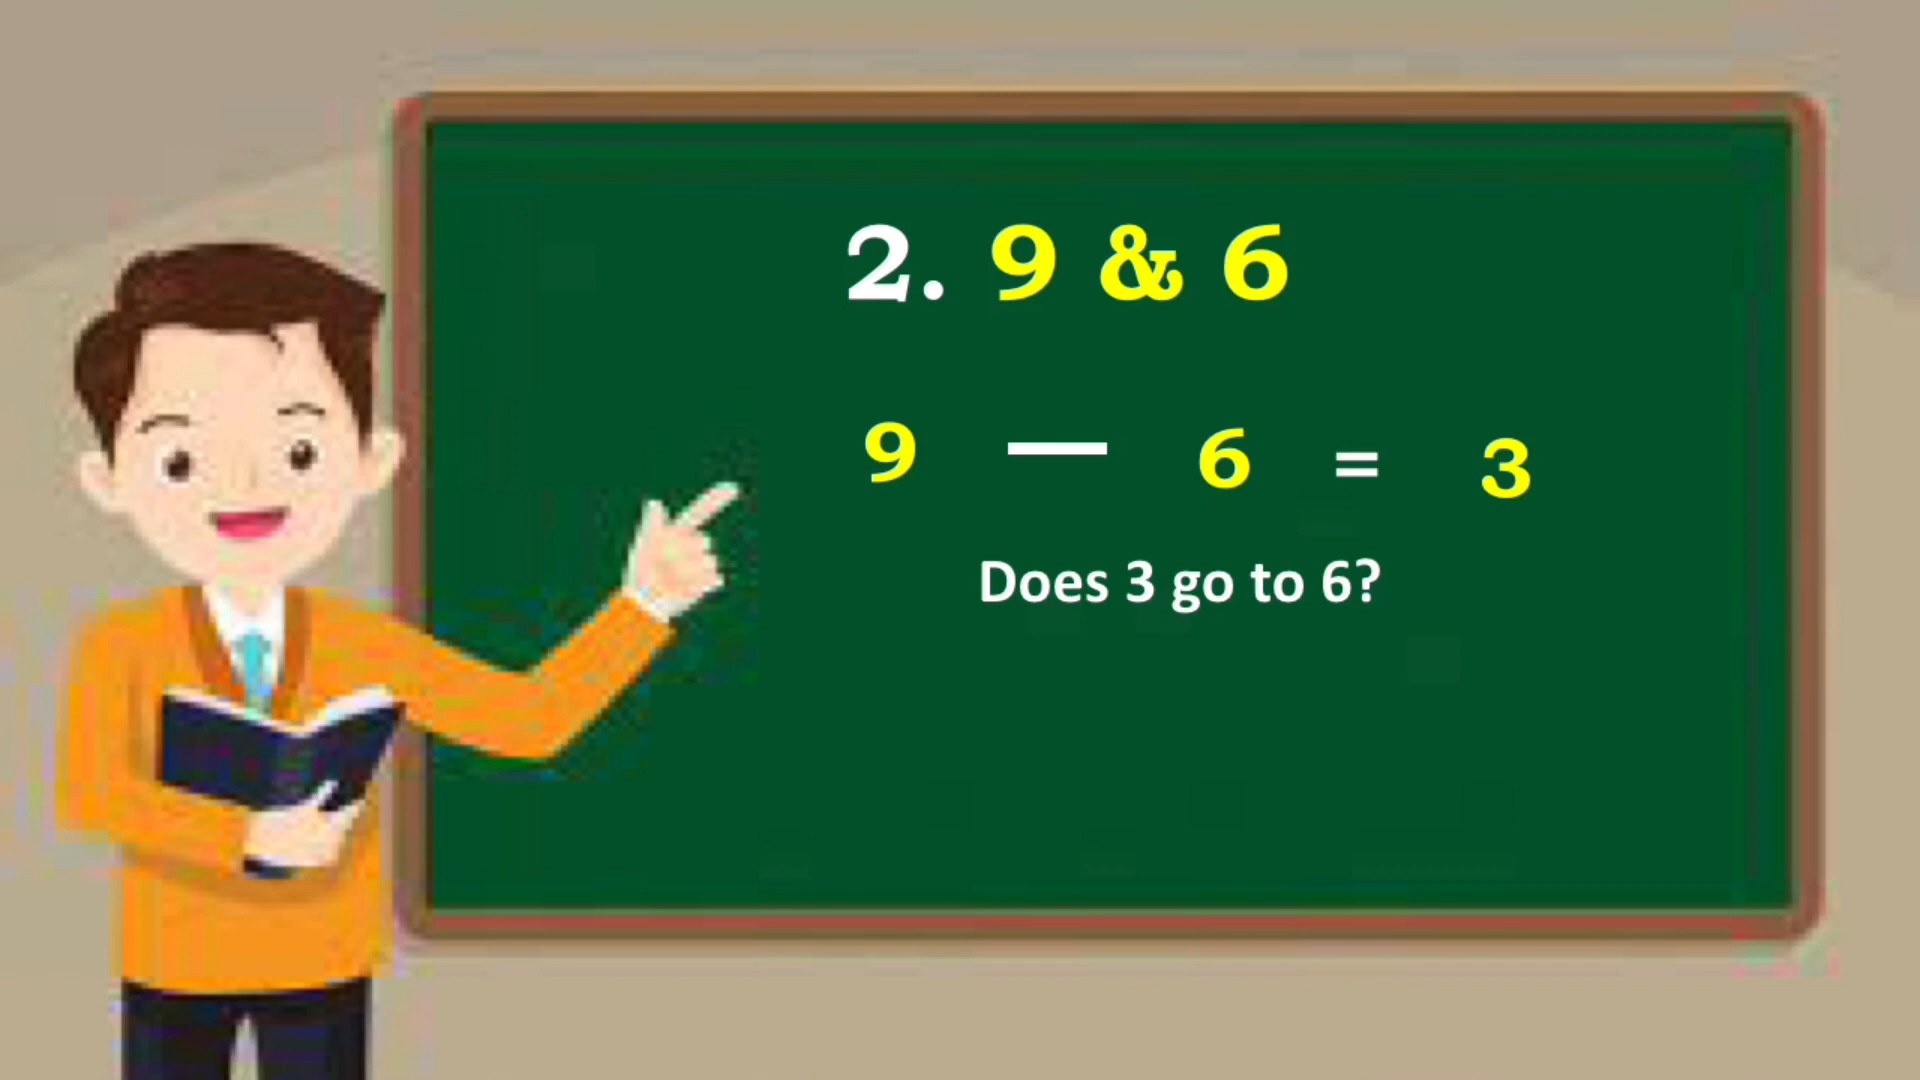 2. 9 & 6
9 — 6 = 3
Does 3 go to 6?